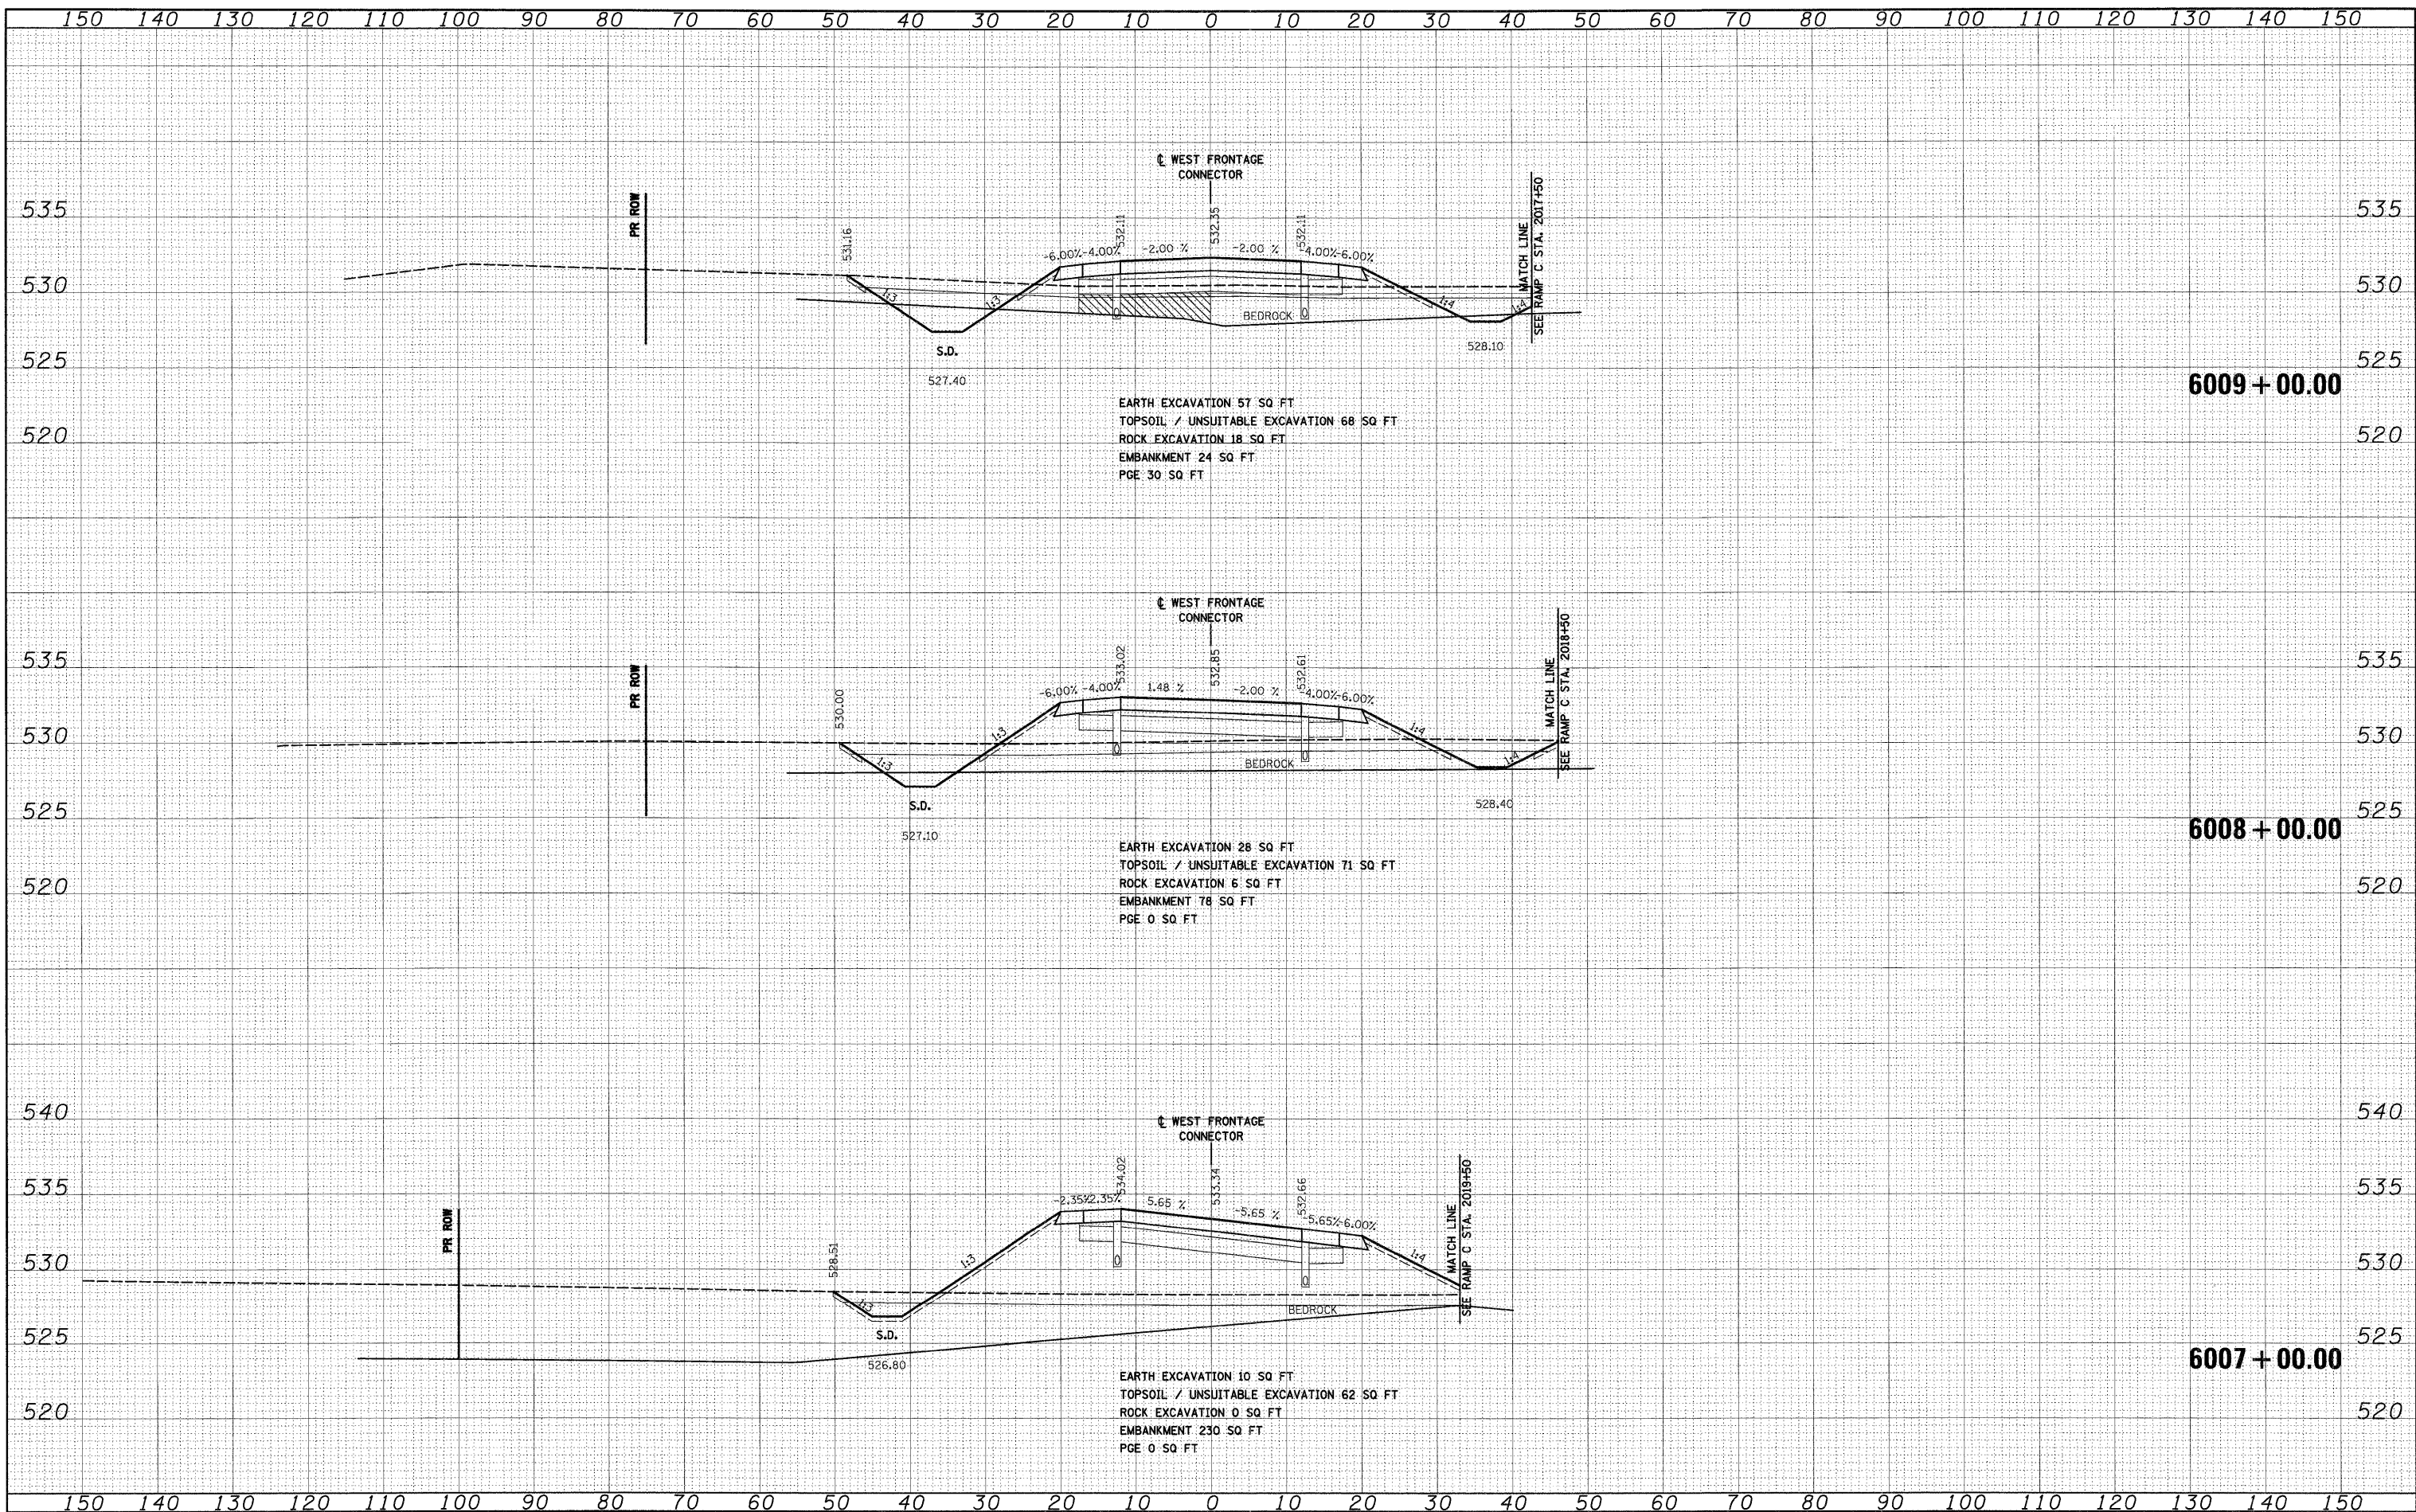 150 140 130 120 110 100 90 80 70 60 50 40 30 20 10 0 10 20 30 40 50 60 70 80 90 100 110 120 130 140 150
℄ WEST FRONTAGE
CONNECTOR
PR ROW
535 535
530 530
525 525
520 520
531.16
-6.00% -4.00% 532.11 -2.00 % 532.35 -2.00 % 532.11 -4.00% -6.00%
1:3 1:3 1:4 1:4
BEDROCK
MATCH LINE
SEE RAMP C STA. 2017+50
S.D.
527.40
528.10
6009+00.00
EARTH EXCAVATION 57 SQ FT
TOPSOIL / UNSUITABLE EXCAVATION 68 SQ FT
ROCK EXCAVATION 18 SQ FT
EMBANKMENT 24 SQ FT
PGE 30 SQ FT
℄ WEST FRONTAGE
CONNECTOR
PR ROW
535 535
530 530
525 525
520 520
530.00
-6.00% -4.00% 533.02 1.48 % 532.85 -2.00 % 532.61 -4.00% -6.00%
1:3 1:3 1:4 1:4
BEDROCK
MATCH LINE
SEE RAMP C STA. 2018+50
S.D.
527.10
528.40
6008+00.00
EARTH EXCAVATION 28 SQ FT
TOPSOIL / UNSUITABLE EXCAVATION 71 SQ FT
ROCK EXCAVATION 6 SQ FT
EMBANKMENT 78 SQ FT
PGE 0 SQ FT
540 540
℄ WEST FRONTAGE
CONNECTOR
PR ROW
535 535
530 530
525 525
520 520
528.51
-2.35% -2.35% 534.02 5.65 % 533.34 -5.65 % 532.66 -5.65% -6.00%
1:3 1:3 1:4
BEDROCK
MATCH LINE
SEE RAMP C STA. 2019+50
S.D.
526.80
6007+00.00
EARTH EXCAVATION 10 SQ FT
TOPSOIL / UNSUITABLE EXCAVATION 62 SQ FT
ROCK EXCAVATION 0 SQ FT
EMBANKMENT 230 SQ FT
PGE 0 SQ FT
150 140 130 120 110 100 90 80 70 60 50 40 30 20 10 0 10 20 30 40 50 60 70 80 90 100 110 120 130 140 150